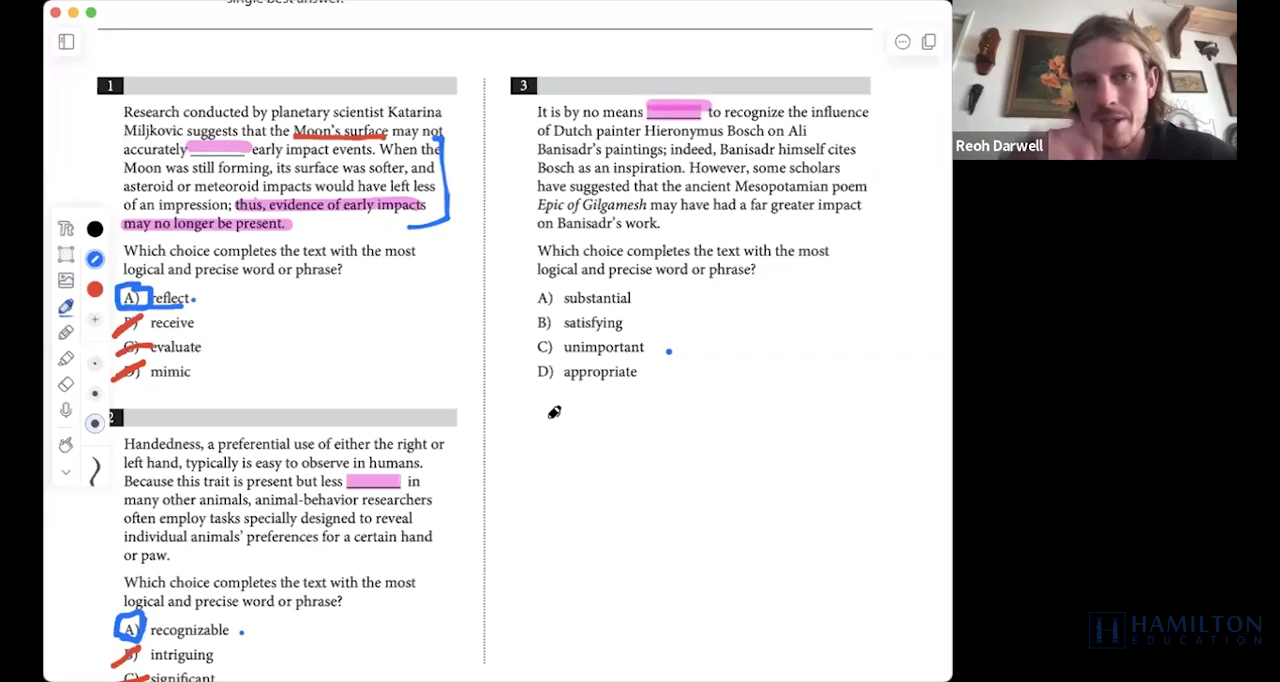 single best answer.
1
Research conducted by planetary scientist Katarina
Miljkovic suggests that the Moon's surface may not
accurately ______ early impact events. When the
Moon was still forming, its surface was softer, and
asteroid or meteoroid impacts would have left less
of an impression; thus, evidence of early impacts
may no longer be present.
Which choice completes the text with the most
logical and precise word or phrase?
A) reflect
B) receive
C) evaluate
D) mimic
2
Handedness, a preferential use of either the right or
left hand, typically is easy to observe in humans.
Because this trait is present but less ______ in
many other animals, animal-behavior researchers
often employ tasks specially designed to reveal
individual animals' preferences for a certain hand
or paw.
Which choice completes the text with the most
logical and precise word or phrase?
A) recognizable
B) intriguing
C) significant
3
It is by no means ______ to recognize the influence
of Dutch painter Hieronymus Bosch on Ali
Banisadr's paintings; indeed, Banisadr himself cites
Bosch as an inspiration. However, some scholars
have suggested that the ancient Mesopotamian poem
Epic of Gilgamesh may have had a far greater impact
on Banisadr's work.
Which choice completes the text with the most
logical and precise word or phrase?
A) substantial
B) satisfying
C) unimportant
D) appropriate
Tt
Reoh Darwell
HAMILTON
EDUCATION